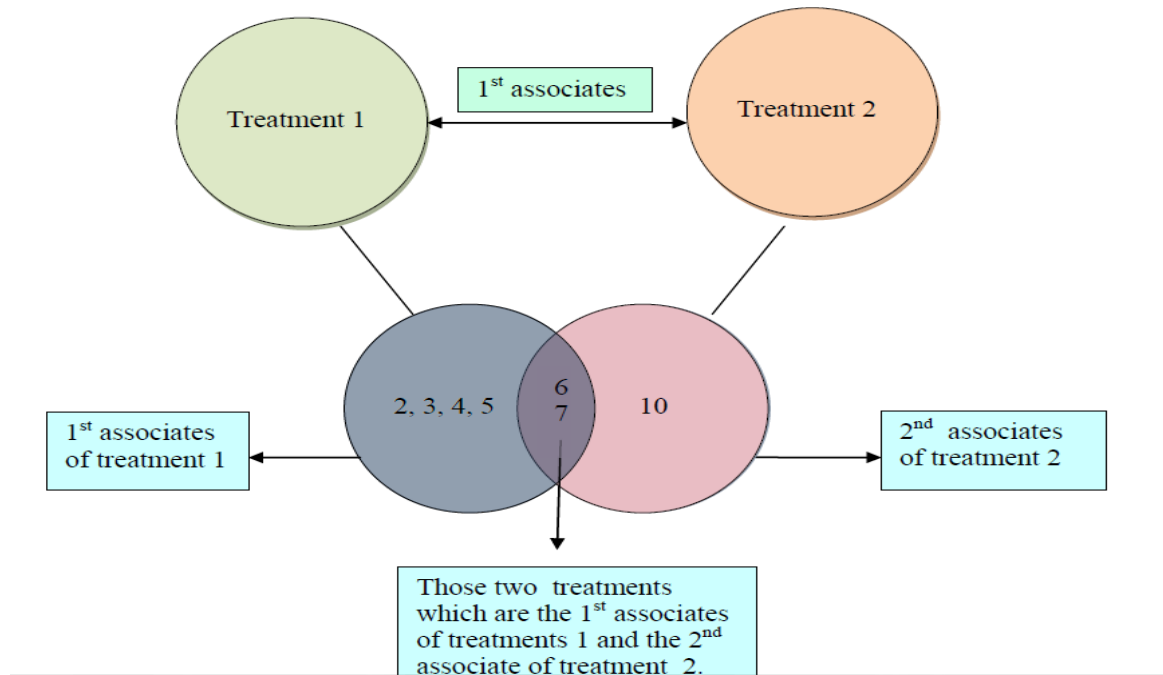 1st associates
Treatment 1
Treatment 2
2, 3, 4, 5
6
7
10
1st associates
of treatment 1
2nd associates
of treatment 2
Those two treatments
which are the 1st associates
of treatments 1 and the 2nd
associate of treatment 2.